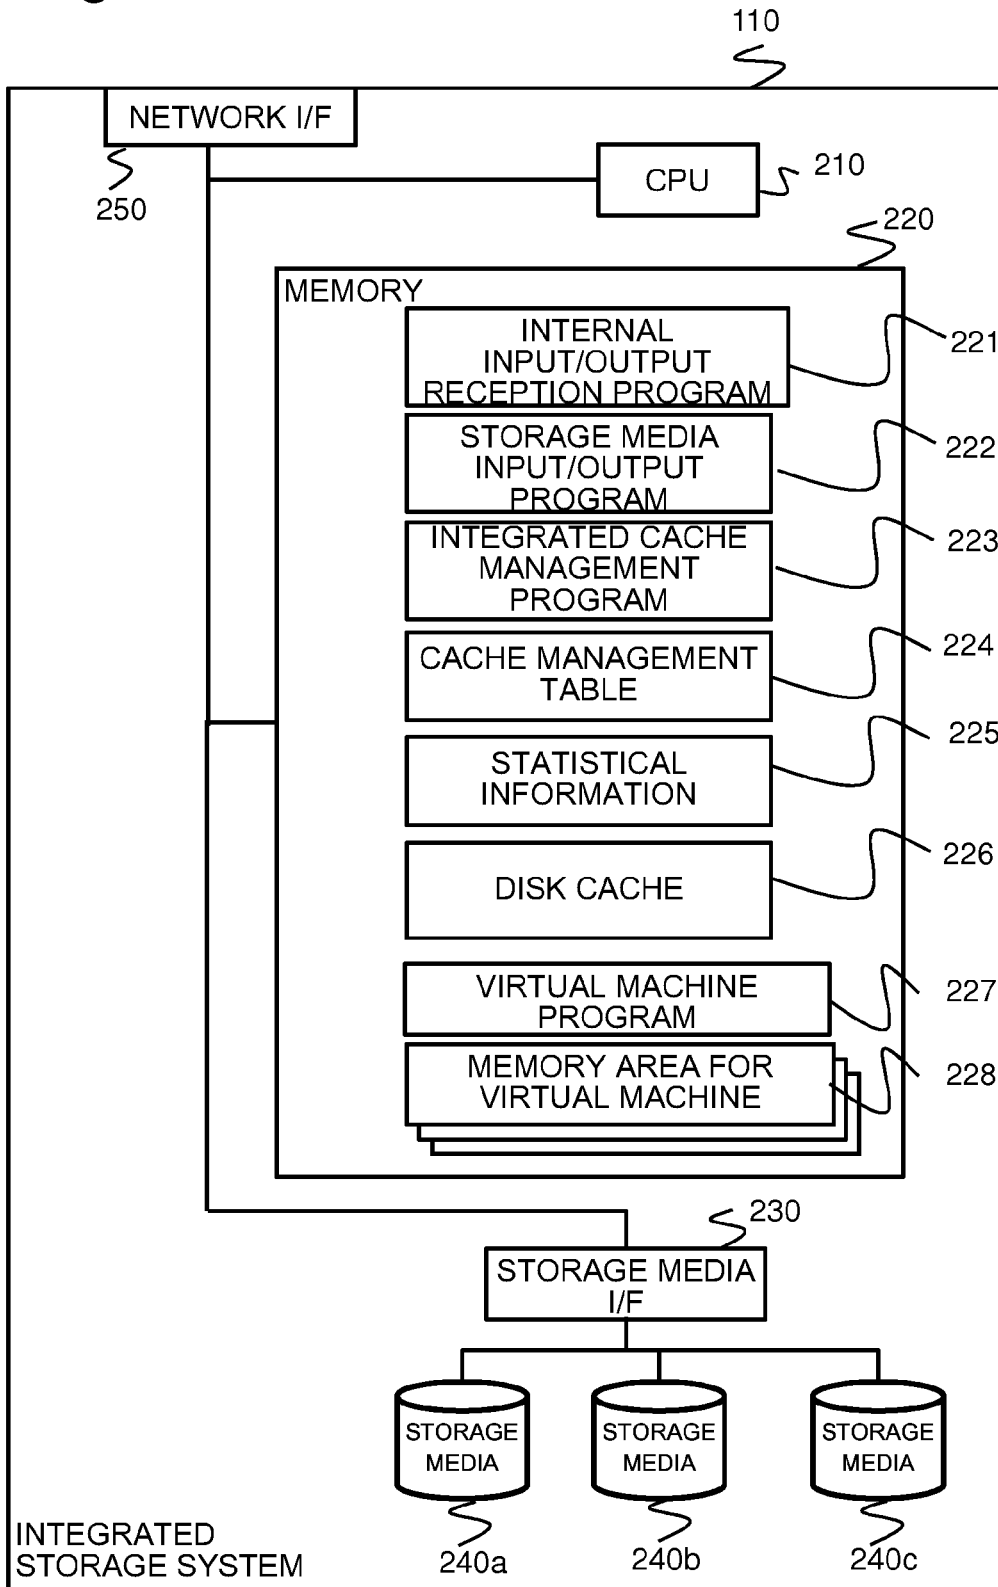 110
NETWORK I/F
250
CPU
210
220
MEMORY
INTERNAL
INPUT/OUTPUT
RECEPTION PROGRAM
221
STORAGE MEDIA
INPUT/OUTPUT
PROGRAM
222
INTEGRATED CACHE
MANAGEMENT
PROGRAM
223
CACHE MANAGEMENT
TABLE
224
STATISTICAL
INFORMATION
225
DISK CACHE
226
VIRTUAL MACHINE
PROGRAM
227
MEMORY AREA FOR
VIRTUAL MACHINE
228
230
STORAGE MEDIA
I/F
STORAGE
MEDIA
STORAGE
MEDIA
STORAGE
MEDIA
240a
240b
240c
INTEGRATED
STORAGE SYSTEM